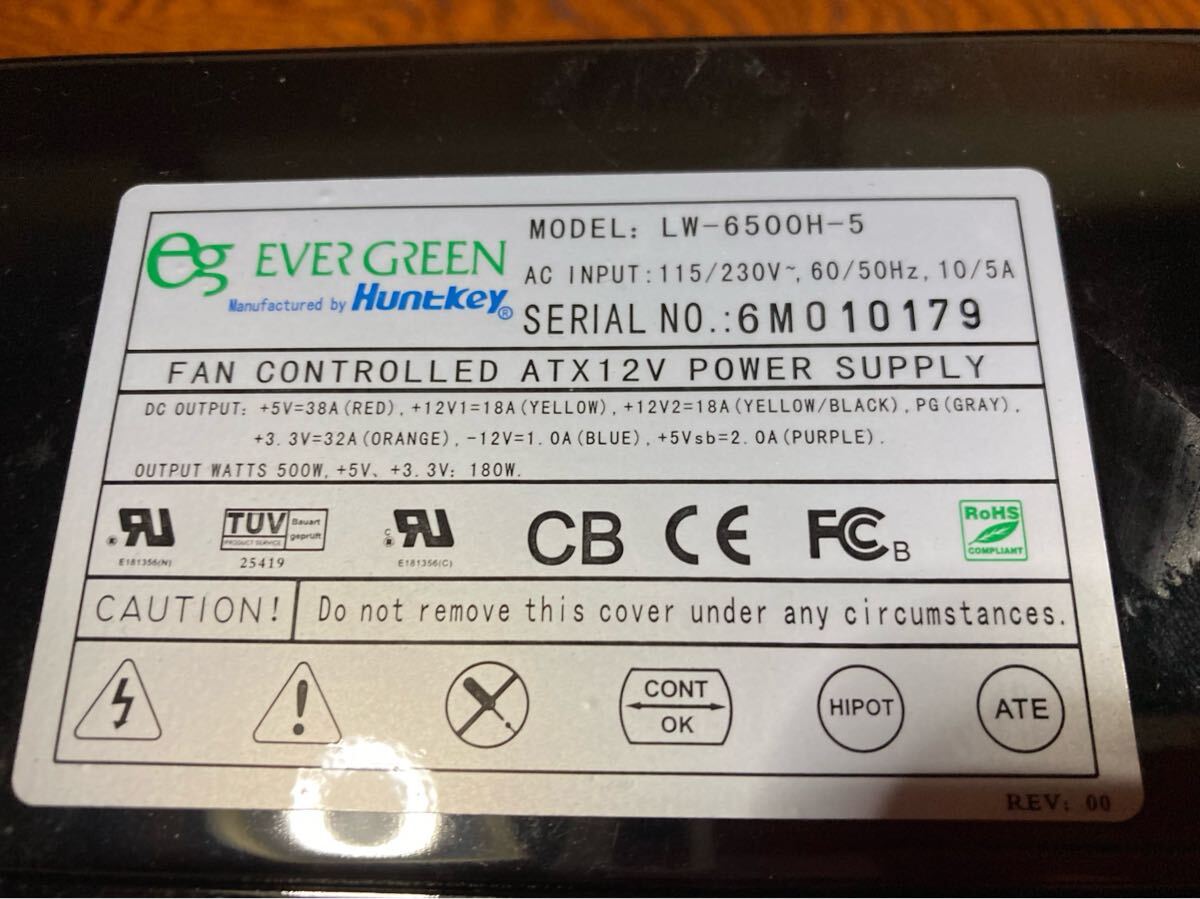 eg EVER GREEN
Manufactured by Huntkey®
MODEL: LW-6500H-5
AC INPUT: 115/230V~, 60/50Hz, 10/5A
SERIAL NO.: 6M010179
FAN CONTROLLED ATX12V POWER SUPPLY
DC OUTPUT: +5V=38A(RED), +12V1=18A(YELLOW), +12V2=18A(YELLOW/BLACK), PG(GRAY),
+3.3V=32A(ORANGE), -12V=1.0A(BLUE), +5Vsb=2.0A(PURPLE).
OUTPUT WATTS 500W, +5V、+3.3V: 180W.
RU
E181356(N)
TUV
PRODUCT SERVICE
Bauart
geprüft
25419
c RU
E181356(C)
CB CE FC B
RoHS
COMPLIANT
CAUTION! Do not remove this cover under any circumstances.
CONT
OK
HIPOT
ATE
REV: 00